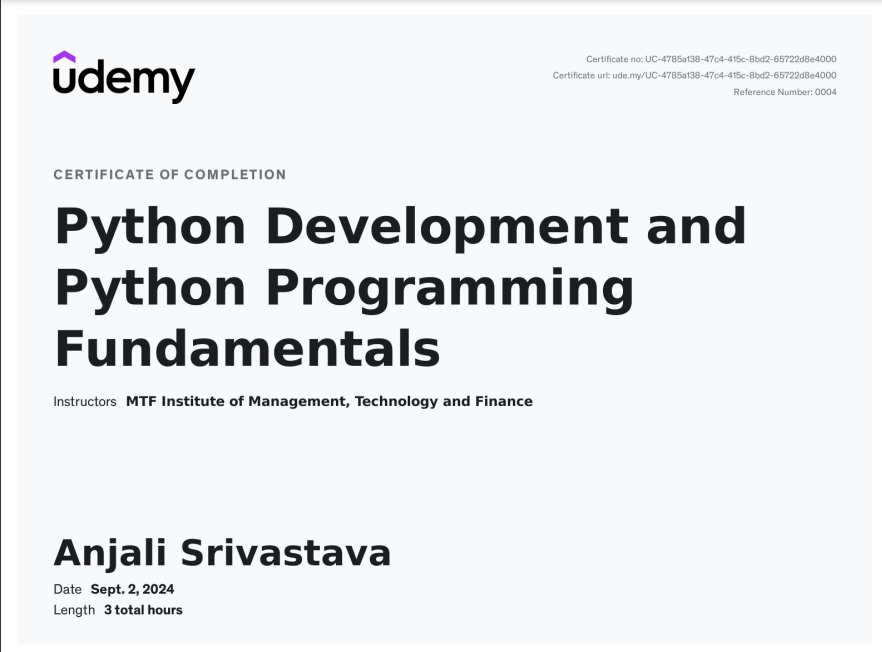 udemy
Certificate no: UC-4785a138-47c4-415c-8bd2-65722d8e4000
Certificate url: ude.my/UC-4785a138-47c4-415c-8bd2-65722d8e4000
Reference Number: 0004
CERTIFICATE OF COMPLETION
Python Development and
Python Programming
Fundamentals
Instructors MTF Institute of Management, Technology and Finance
Anjali Srivastava
Date Sept. 2, 2024
Length 3 total hours